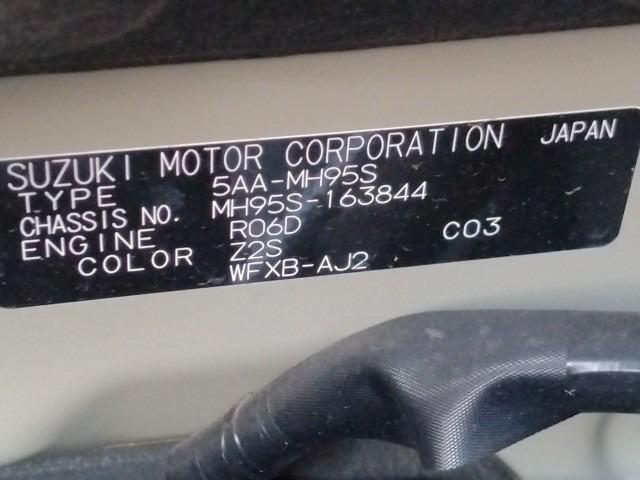 SUZUKI MOTOR CORPORATION JAPAN
TYPE 5AA-MH95S
CHASSIS NO. MH95S-163844
ENGINE R06D C03
COLOR Z2S
WFXB-AJ2